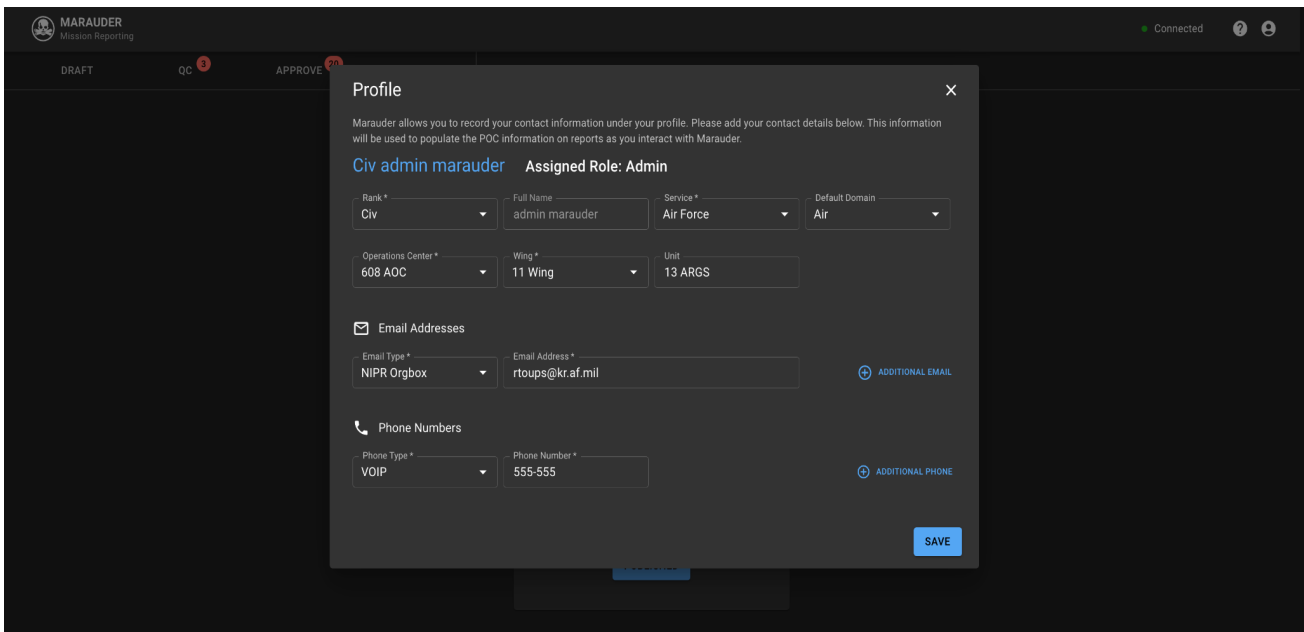 MARAUDER
Mission Reporting
Connected
DRAFT
QC 3
APPROVE 20
Profile
Marauder allows you to record your contact information under your profile. Please add your contact details below. This information
will be used to populate the POC information on reports as you interact with Marauder.
Civ admin marauder Assigned Role: Admin
Rank * Full Name Service * Default Domain
Civ admin marauder Air Force Air
Operations Center * Wing * Unit
608 AOC 11 Wing 13 ARGS
Email Addresses
Email Type * Email Address *
NIPR Orgbox rtoups@kr.af.mil ADDITIONAL EMAIL
Phone Numbers
Phone Type * Phone Number *
VOIP 555-555 ADDITIONAL PHONE
SAVE